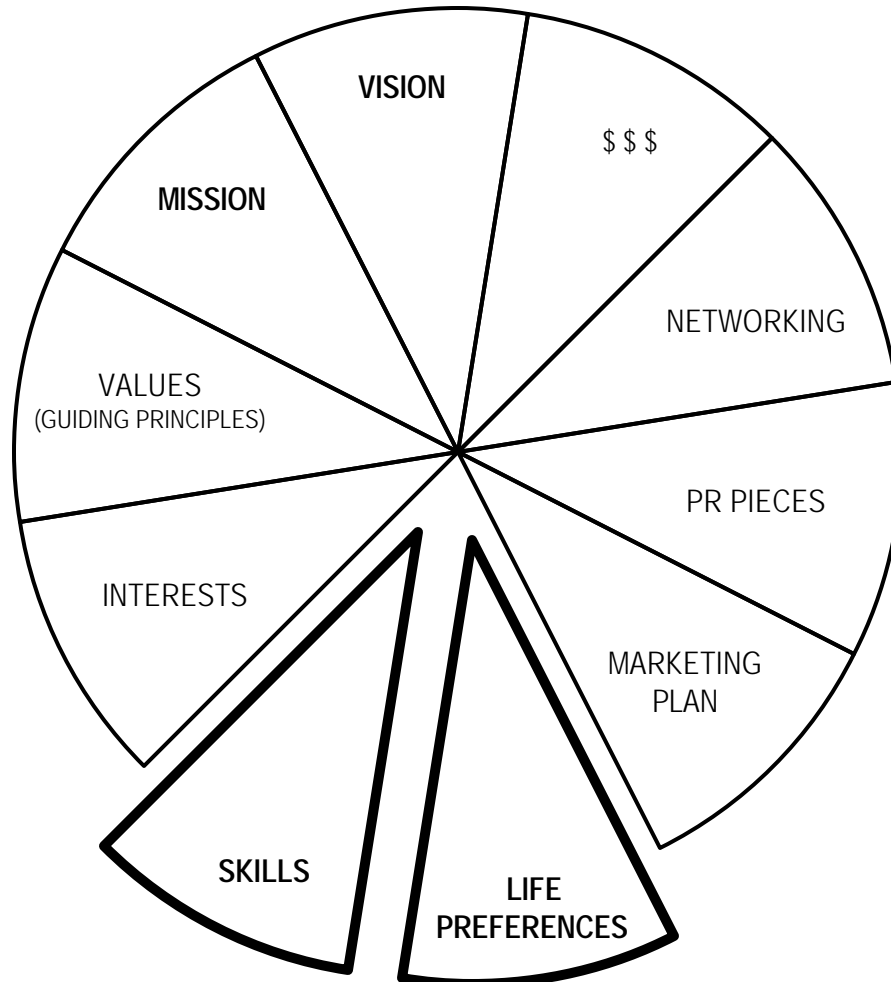 VISION
$ $ $
MISSION
NETWORKING
VALUES
(GUIDING PRINCIPLES)
PR PIECES
INTERESTS
MARKETING
PLAN
SKILLS
LIFE
PREFERENCES